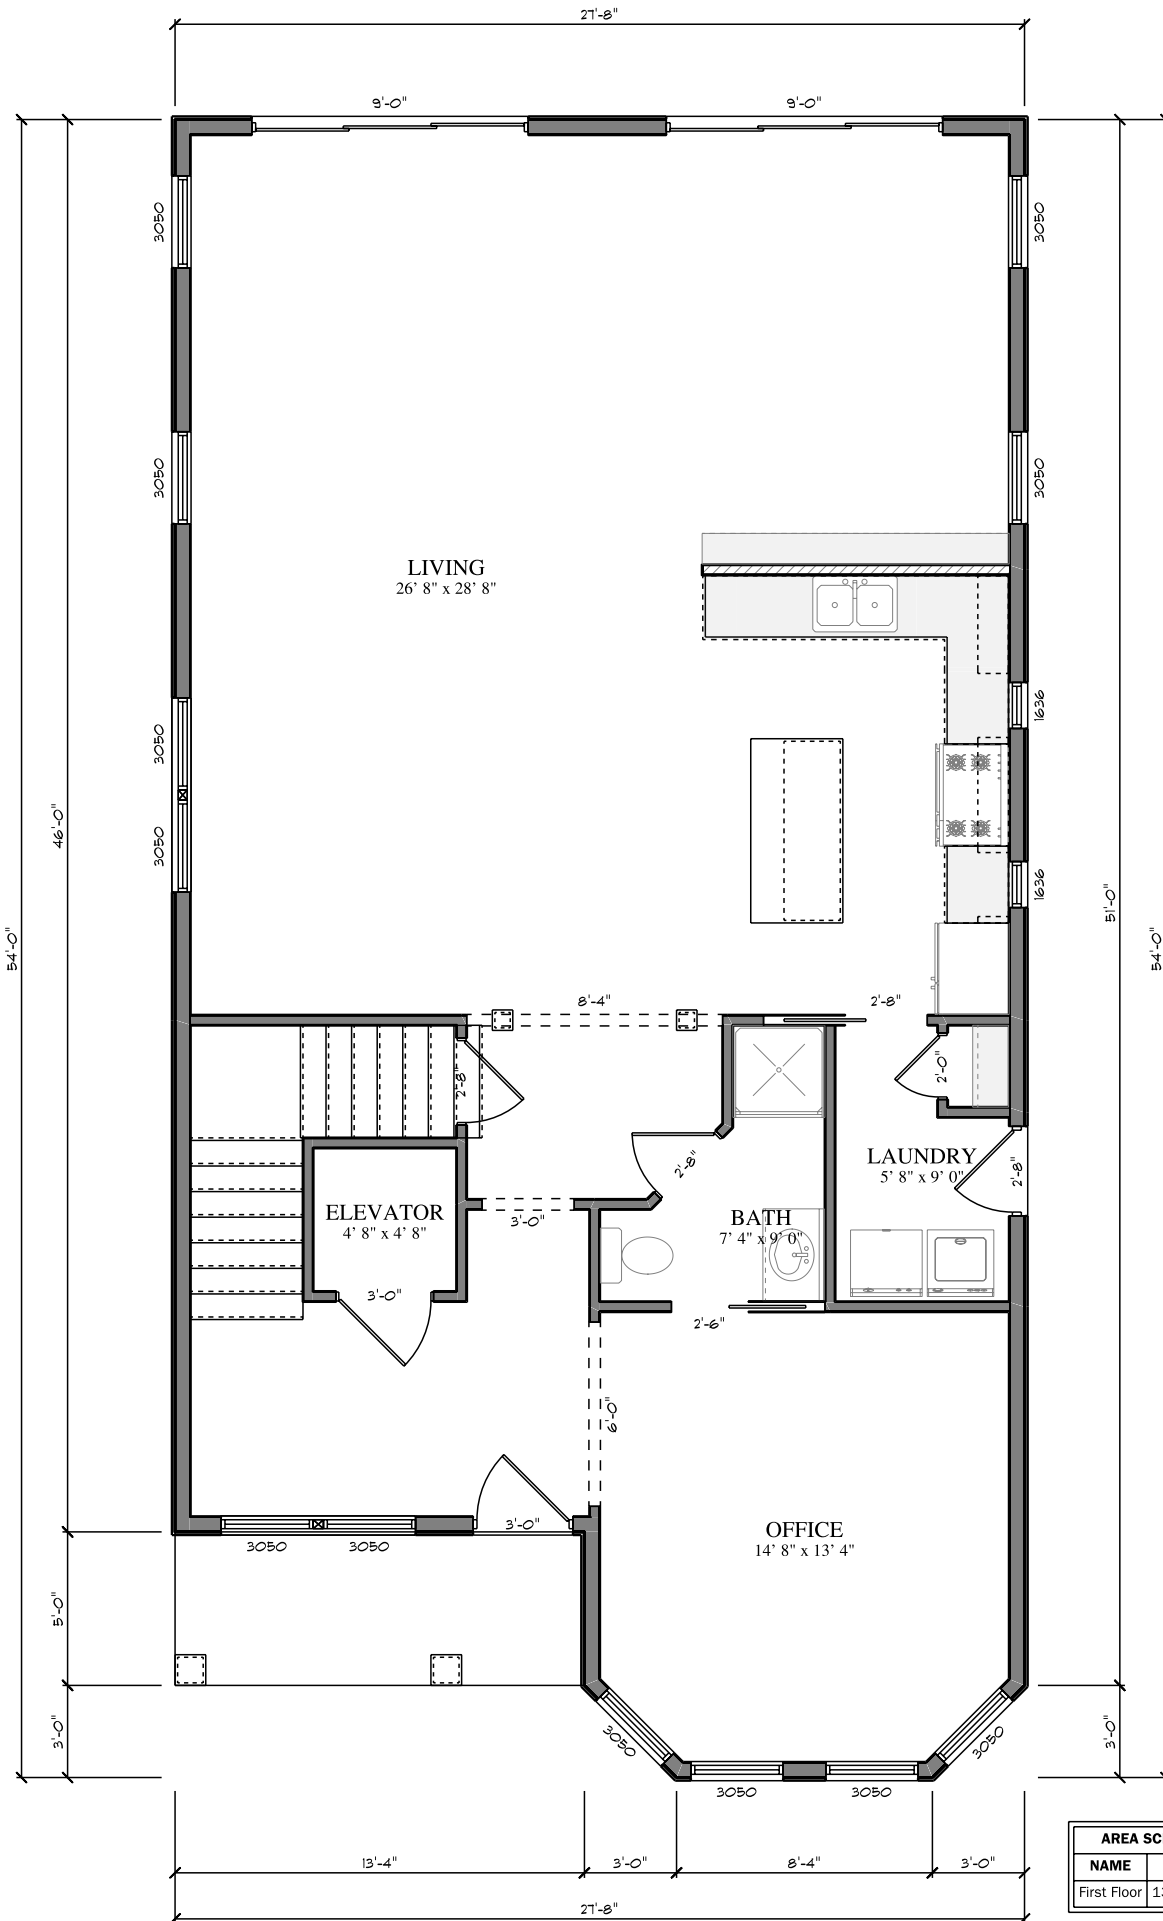 27'-8"
9'-0" 9'-0"
3050 3050
3050 3050
LIVING
26' 8" x 28' 8"
1636
3050
46'-0"
3050
1636
51'-0"
54'-0" 54'-0"
8'-4" 2'-8"
2'-8" 2'-0"
LAUNDRY
5' 8" x 9' 0"
2'-8" 2'-8"
ELEVATOR
4' 8" x 4' 8"
3'-0"
BATH
7' 4" x 9' 0"
3'-0"
2'-6"
6'-0"
3'-0"
OFFICE
14' 8" x 13' 4"
3050 3050
5'-0"
3'-0" 3'-0"
3050 3050
3050 3050
AREA SC
NAME
First Floor
13'-4" 3'-0" 8'-4" 3'-0"
27'-8"